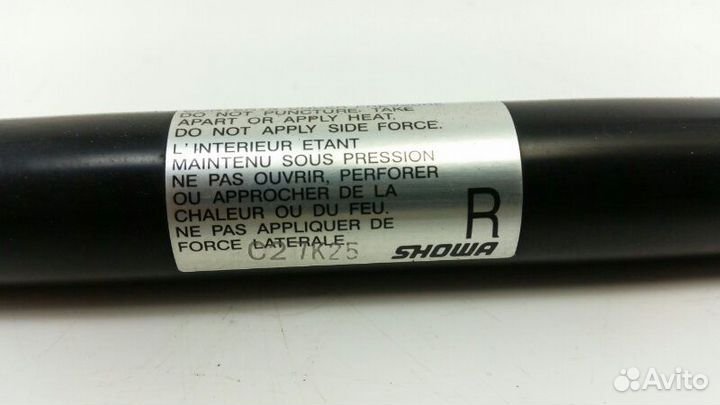 DO NOT PUNCTURE, TAKE
APART OR APPLY HEAT.
DO NOT APPLY SIDE FORCE.
L'INTERIEUR ETANT
MAINTENU SOUS PRESSION
NE PAS OUVRIR, PERFORER
OU APPROCHER DE LA
CHALEUR OU DU FEU.
NE PAS APPLIQUER DE
FORCE LATERALE.
C2 7K25
R
SHOWA
Avito